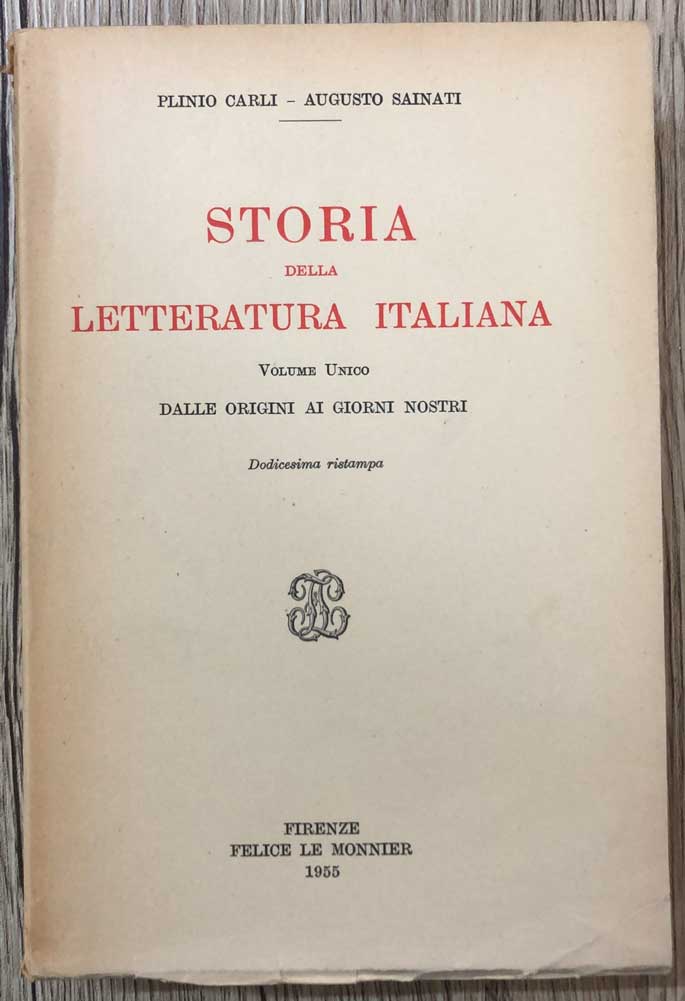 PLINIO CARLI – AUGUSTO SAINATI
STORIA
DELLA
LETTERATURA ITALIANA
VOLUME UNICO
DALLE ORIGINI AI GIORNI NOSTRI
Dodicesima ristampa
FIRENZE
FELICE LE MONNIER
1955